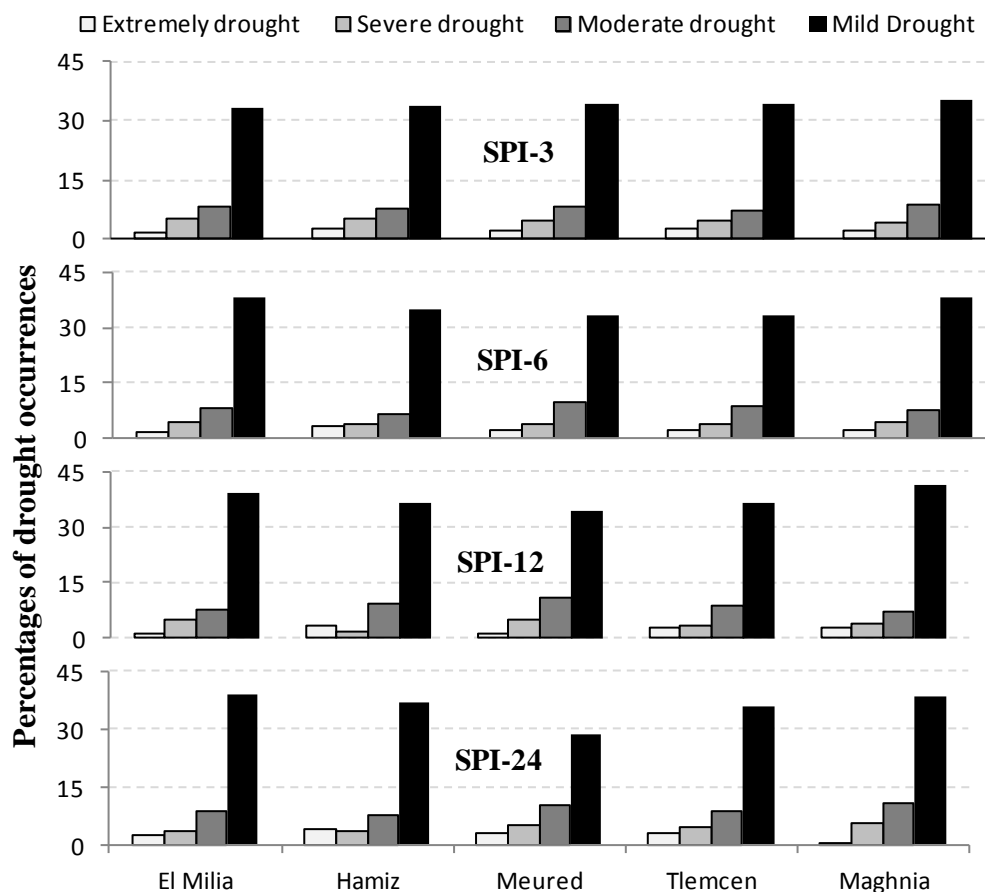 Extremely drought Severe drought Moderate drought Mild Drought
Percentages of drought occurrences
45
30
15
0
SPI-3
45
30
15
0
SPI-6
45
30
15
0
SPI-12
45
30
15
0
SPI-24
El Milia Hamiz Meured Tlemcen Maghnia